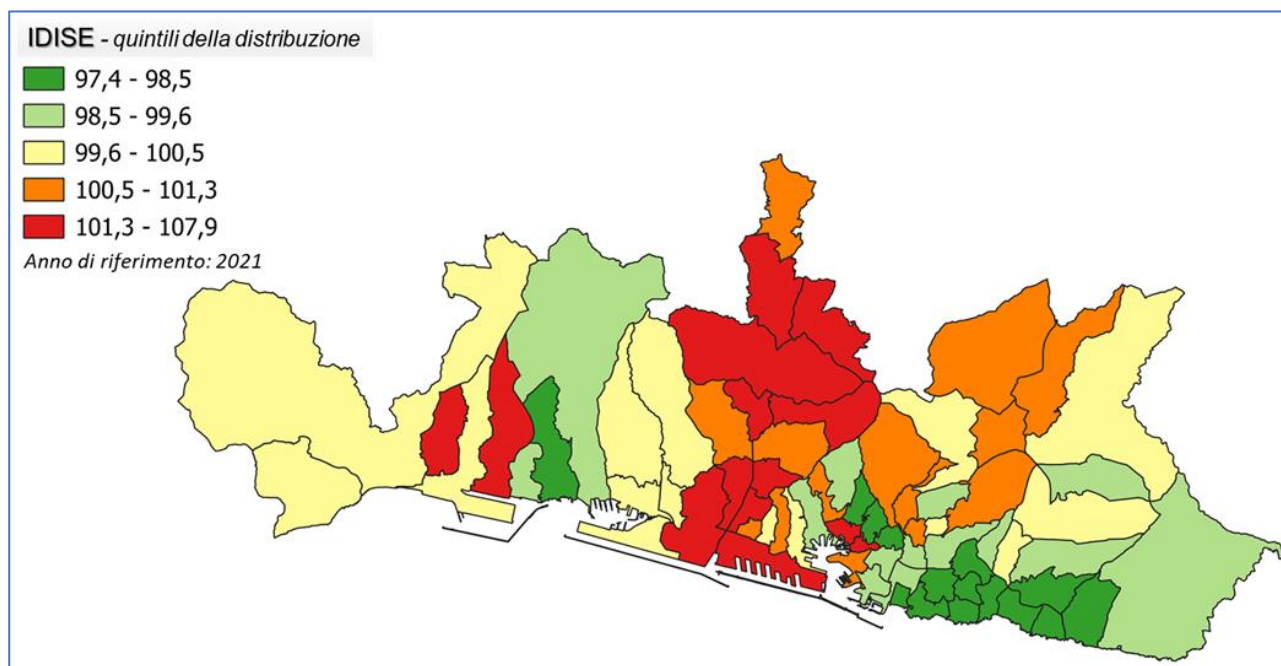 IDISE - quintili della distribuzione
97,4 - 98,5
98,5 - 99,6
99,6 - 100,5
100,5 - 101,3
101,3 - 107,9
Anno di riferimento: 2021